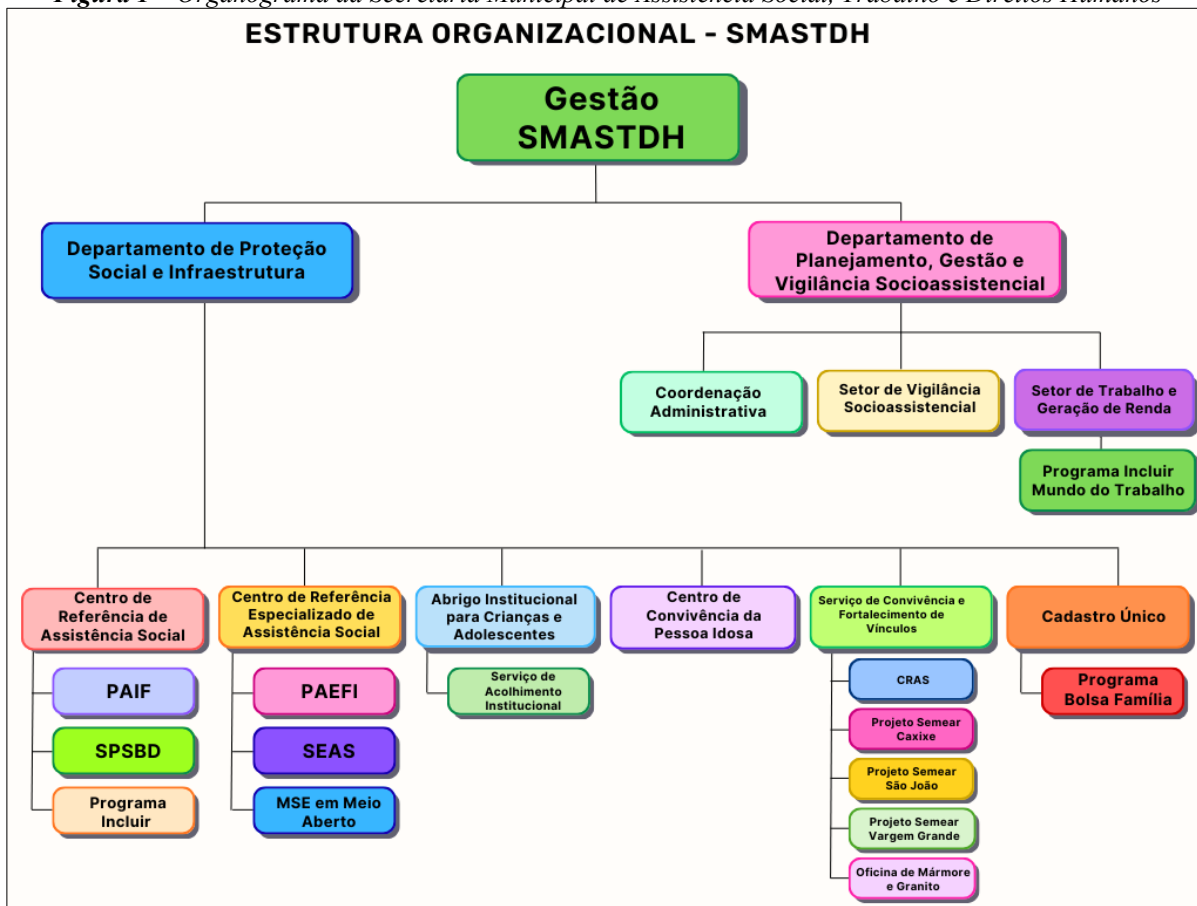 Figura 1 – Organograma da Secretaria Municipal de Assistência Social, Trabalho e Direitos Humanos
ESTRUTURA ORGANIZACIONAL - SMASTDH
Gestão
SMASTDH
Departamento de Proteção
Social e Infraestrutura
Departamento de
Planejamento, Gestão e
Vigilância Socioassistencial
Coordenação
Administrativa
Setor de Vigilância
Socioassistencial
Setor de Trabalho e
Geração de Renda
Programa Incluir
Mundo do Trabalho
Centro de
Referência de
Assistência Social
PAIF
SPSBD
Programa
Incluir
Centro de Referência
Especializado de
Assistência Social
PAEFI
SEAS
MSE em Meio
Aberto
Abrigo Institucional
para Crianças e
Adolescentes
Serviço de
Acolhimento
Institucional
Centro de
Convivência da
Pessoa Idosa
Serviço de Convivência e
Fortalecimento de
Vínculos
CRAS
Projeto Semear
Caxixe
Projeto Semear
São João
Projeto Semear
Vargem Grande
Oficina de Mármore
e Granito
Cadastro Único
Programa
Bolsa Família